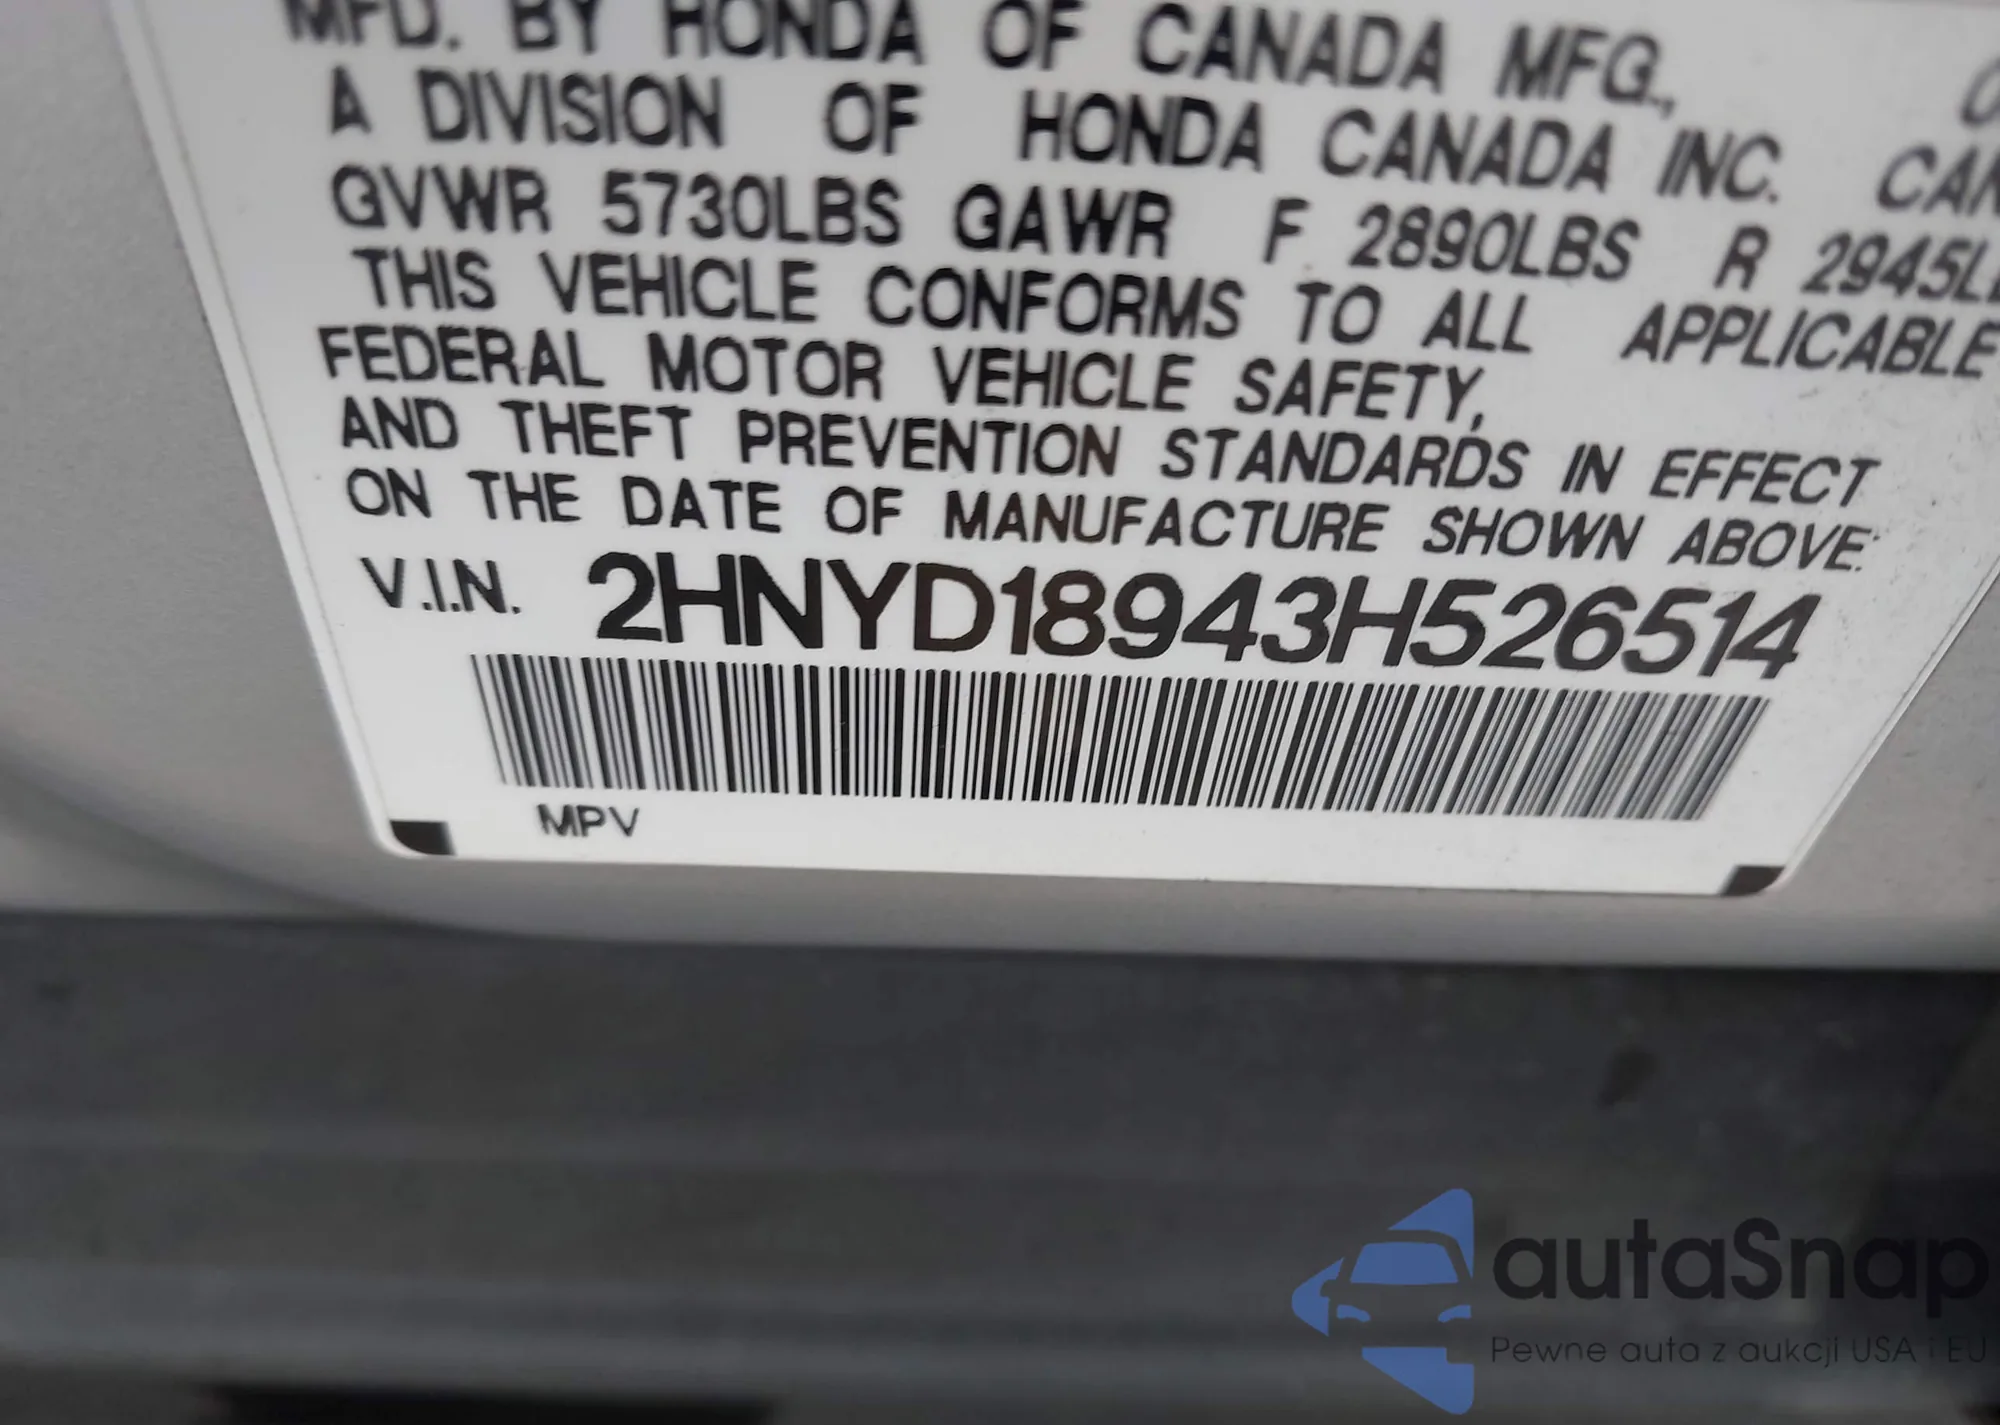 MFD. BY HONDA OF CANADA MFG.,
A DIVISION OF HONDA CANADA INC.
GVWR 5730LBS GAWR F 2890LBS R
THIS VEHICLE CONFORMS TO ALL APPLICABLE
FEDERAL MOTOR VEHICLE SAFETY,
AND THEFT PREVENTION STANDARDS IN EFFECT
ON THE DATE OF MANUFACTURE SHOWN ABOVE.
V.I.N. 2HNYD18943H526514
MPV
autaSnap
Pewne auta z aukcji USA i EU